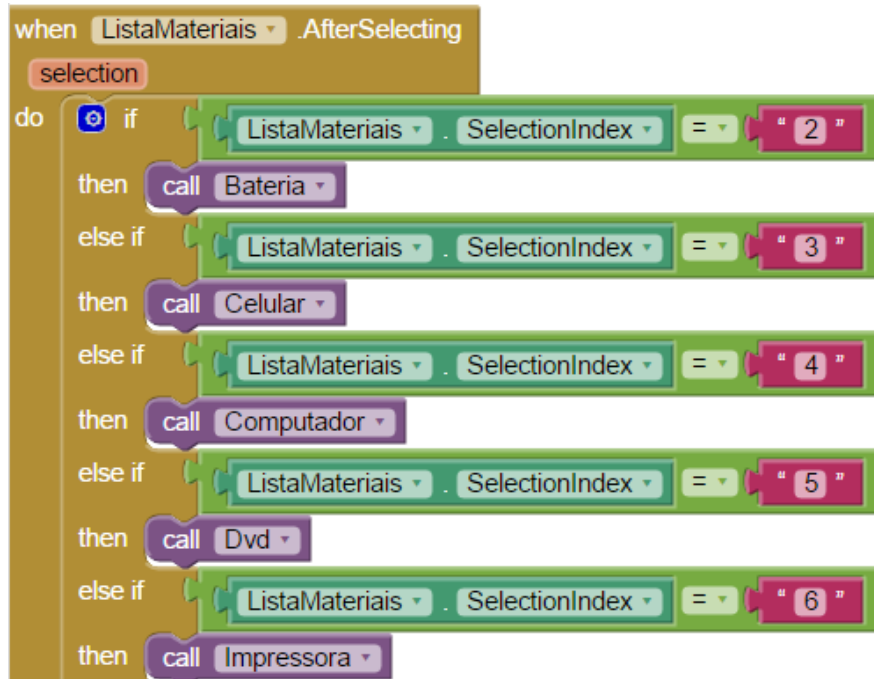 when ListaMateriais .AfterSelecting
selection
do if ListaMateriais . SelectionIndex = " 2 "
then call Bateria
else if ListaMateriais . SelectionIndex = " 3 "
then call Celular
else if ListaMateriais . SelectionIndex = " 4 "
then call Computador
else if ListaMateriais . SelectionIndex = " 5 "
then call Dvd
else if ListaMateriais . SelectionIndex = " 6 "
then call Impressora